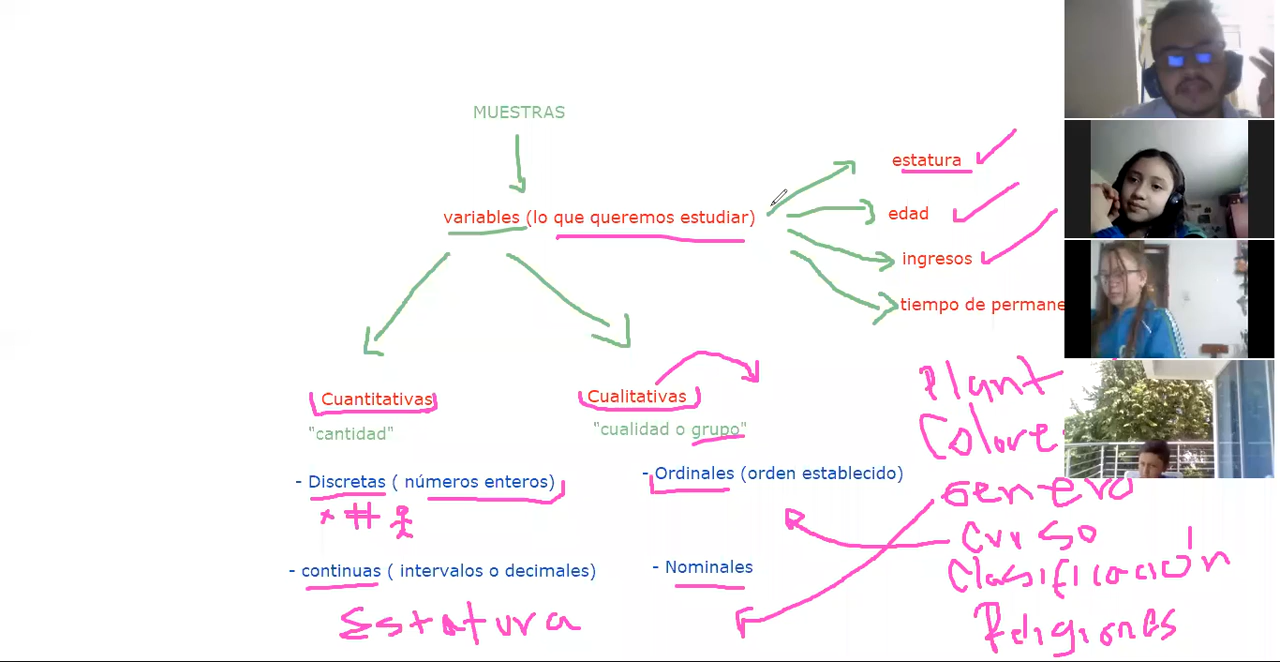 MUESTRAS
estatura
variables (lo que queremos estudiar)
edad
ingresos
tiempo de permane
Cuantitativas
Cualitativas
"cantidad"
"cualidad o grupo"
Plant
Colore
- Discretas ( números enteros)
- Ordinales (orden establecido)
Genero
* #
Curso
- continuas ( intervalos o decimales)
- Nominales
Clasificación
Estatura
Religiones